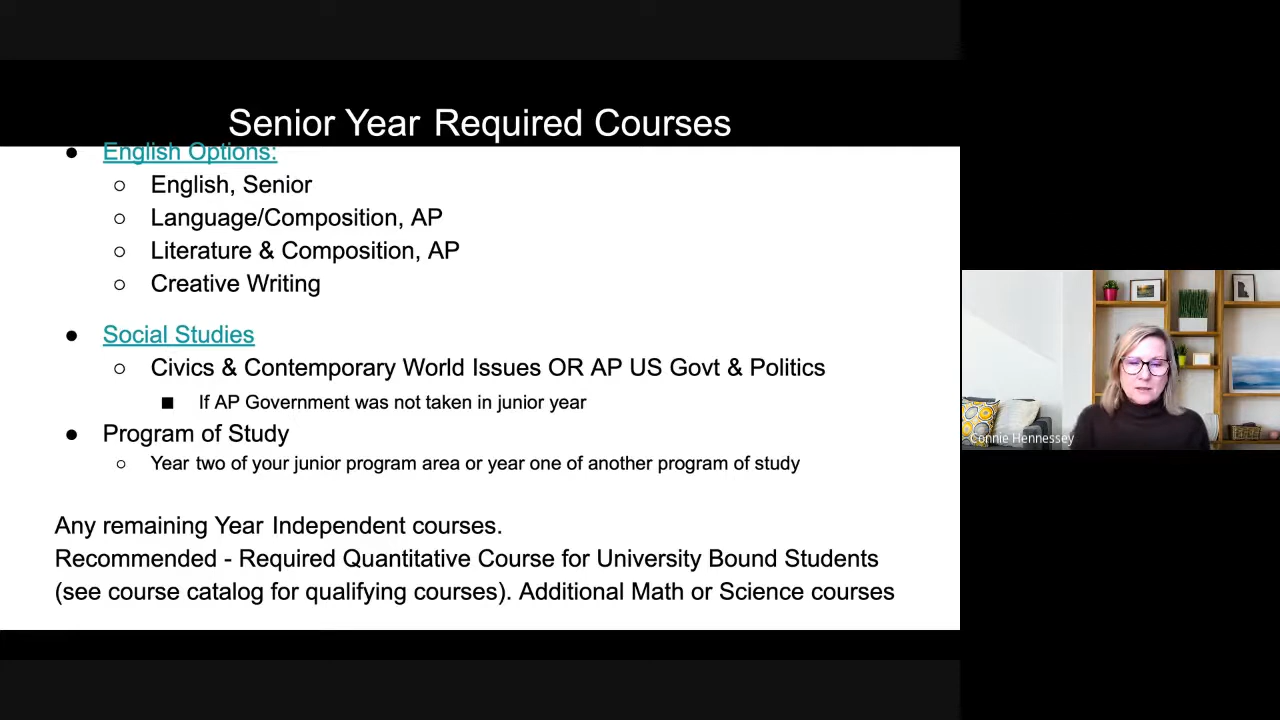 Senior Year Required Courses
● English Options:
○ English, Senior
○ Language/Composition, AP
○ Literature & Composition, AP
○ Creative Writing
● Social Studies
○ Civics & Contemporary World Issues OR AP US Govt & Politics
■ If AP Government was not taken in junior year
● Program of Study
○ Year two of your junior program area or year one of another program of study
Any remaining Year Independent courses.
Recommended - Required Quantitative Course for University Bound Students
(see course catalog for qualifying courses). Additional Math or Science courses
Connie Hennessey